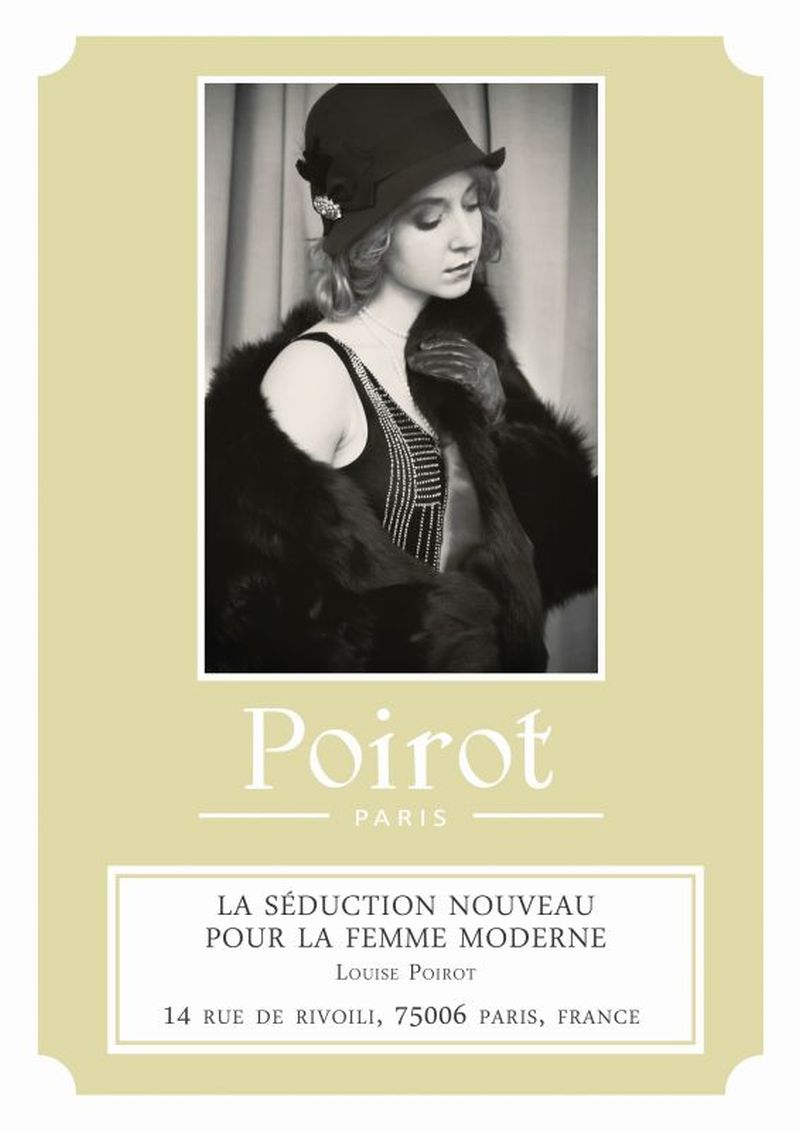 Poirot
PARIS
LA SÉDUCTION NOUVEAU
POUR LA FEMME MODERNE
LOUISE POIROT
14 RUE DE RIVOILI, 75006 PARIS, FRANCE